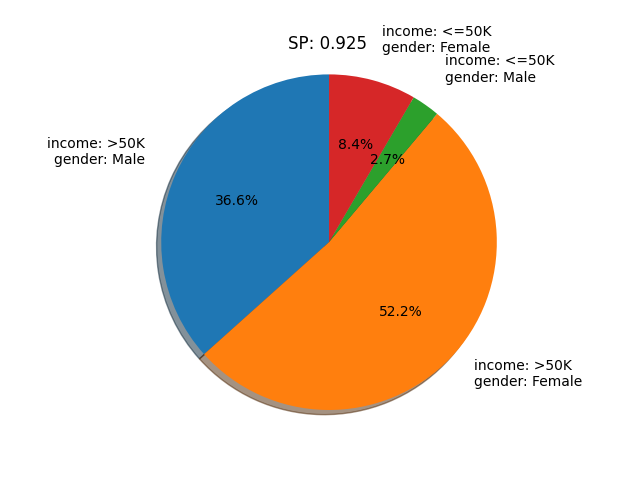 SP: 0.925
income: <=50K
gender: Female
income: <=50K
gender: Male
income: >50K
gender: Male
8.4%
2.7%
36.6%
52.2%
income: >50K
gender: Female